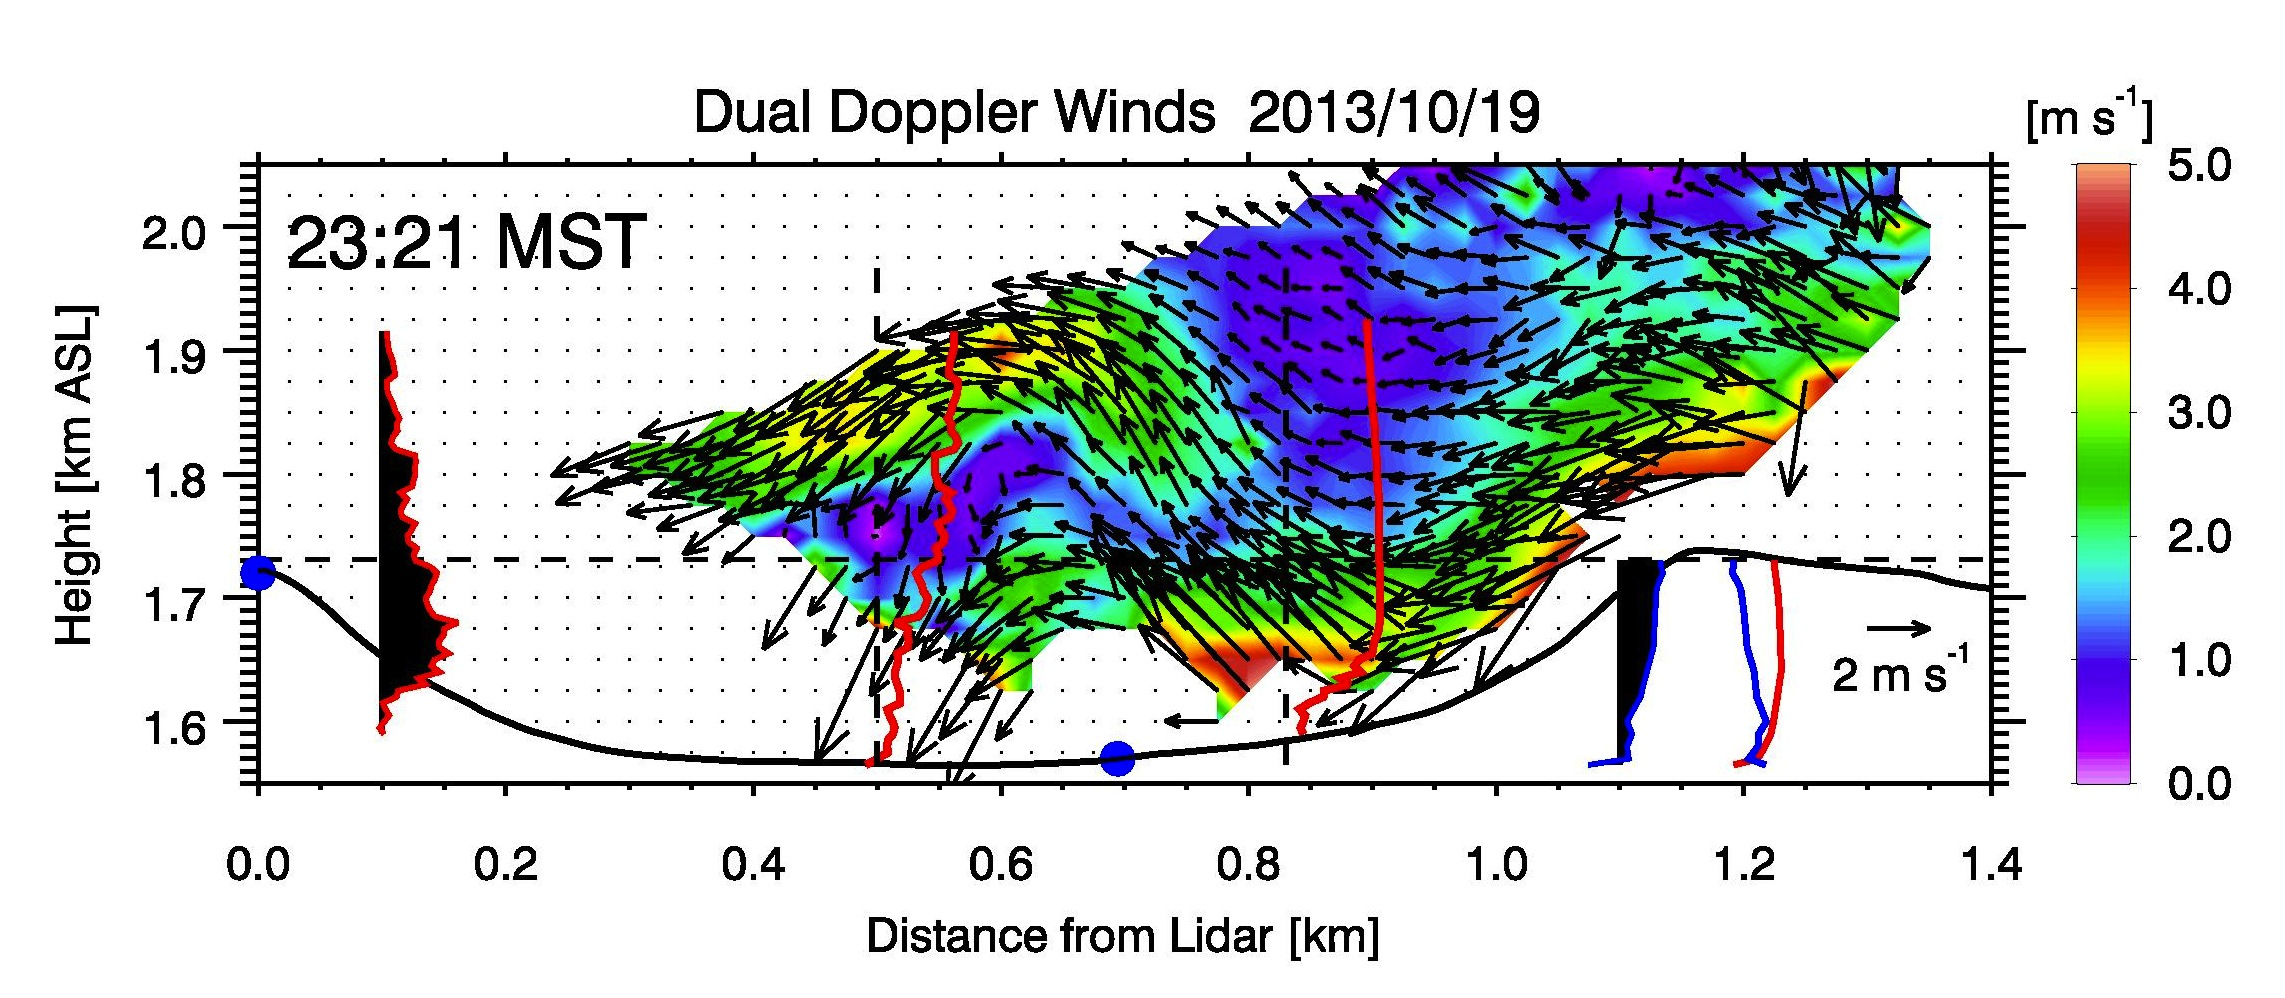 Dual Doppler Winds 2013/10/19
[m s-1]
23:21 MST
Height [km ASL]
2.0
1.9
1.8
1.7
1.6
5.0
4.0
3.0
2.0
1.0
0.0
2 m s-1
0.0 0.2 0.4 0.6 0.8 1.0 1.2 1.4
Distance from Lidar [km]